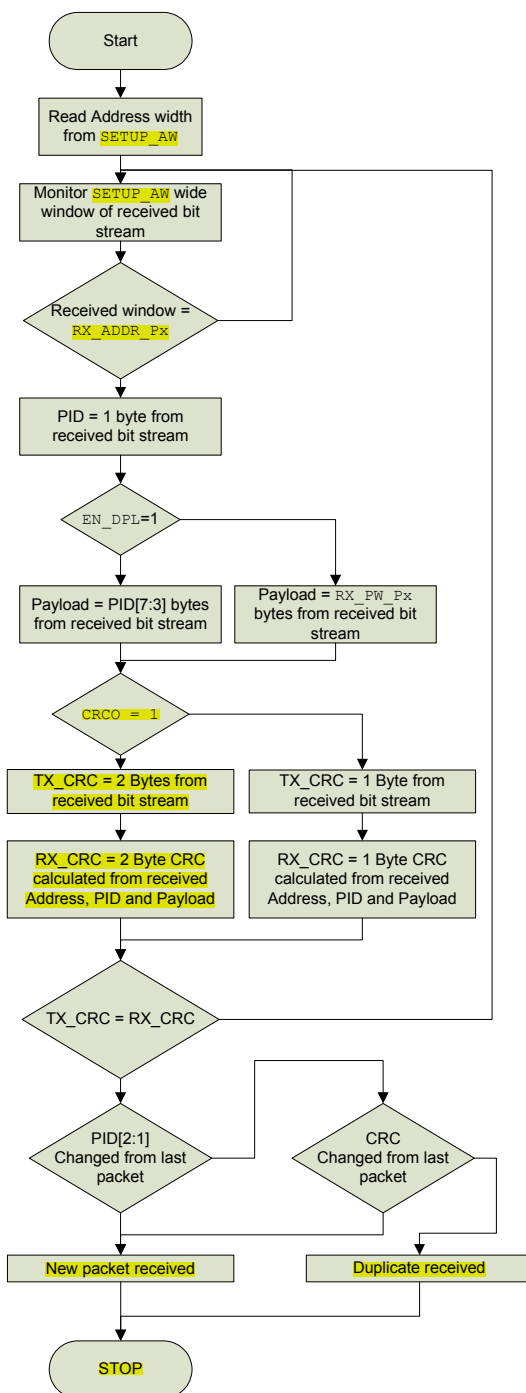 Start
Read Address width
from SETUP_AW
Monitor SETUP_AW wide
window of received bit
stream
Received window =
RX_ADDR_Px
PID = 1 byte from
received bit stream
EN_DPL=1
Payload = PID[7:3] bytes
from received bit stream
Payload = RX_PW_Px
bytes from received bit
stream
CRCO = 1
TX_CRC = 2 Bytes from
received bit stream
TX_CRC = 1 Byte from
received bit stream
RX_CRC = 2 Byte CRC
calculated from received
Address, PID and Payload
RX_CRC = 1 Byte CRC
calculated from received
Address, PID and Payload
TX_CRC = RX_CRC
PID[2:1]
Changed from last
packet
CRC
Changed from last
packet
New packet received
Duplicate received
STOP